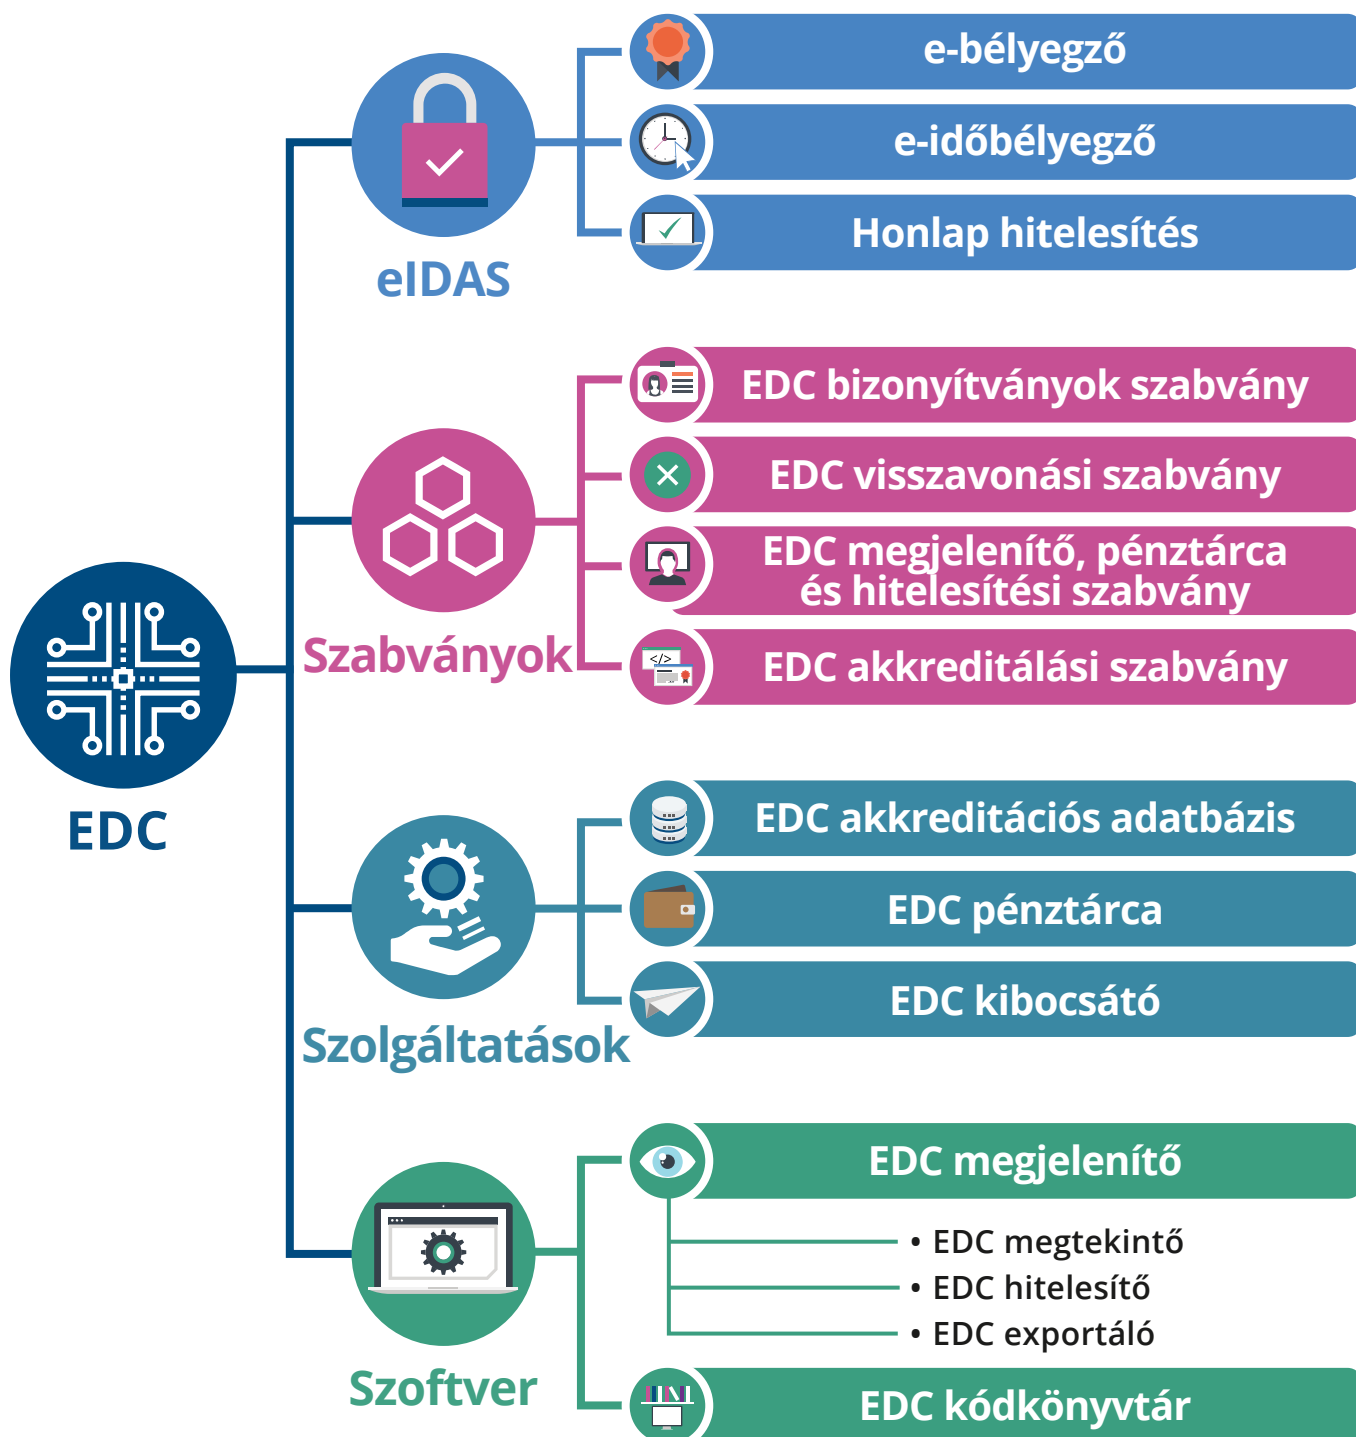 e-bélyegző
e-időbélyegző
Honlap hitelesítés
eIDAS
EDC bizonyítványok szabvány
EDC visszavonási szabvány
EDC megjelenítő, pénztárca
és hitelesítési szabvány
EDC akkreditálási szabvány
Szabványok
EDC
EDC akkreditációs adatbázis
EDC pénztárca
EDC kibocsátó
Szolgáltatások
EDC megjelenítő
• EDC megtekintő
• EDC hitelesítő
• EDC exportáló
EDC kódkönyvtár
Szoftver